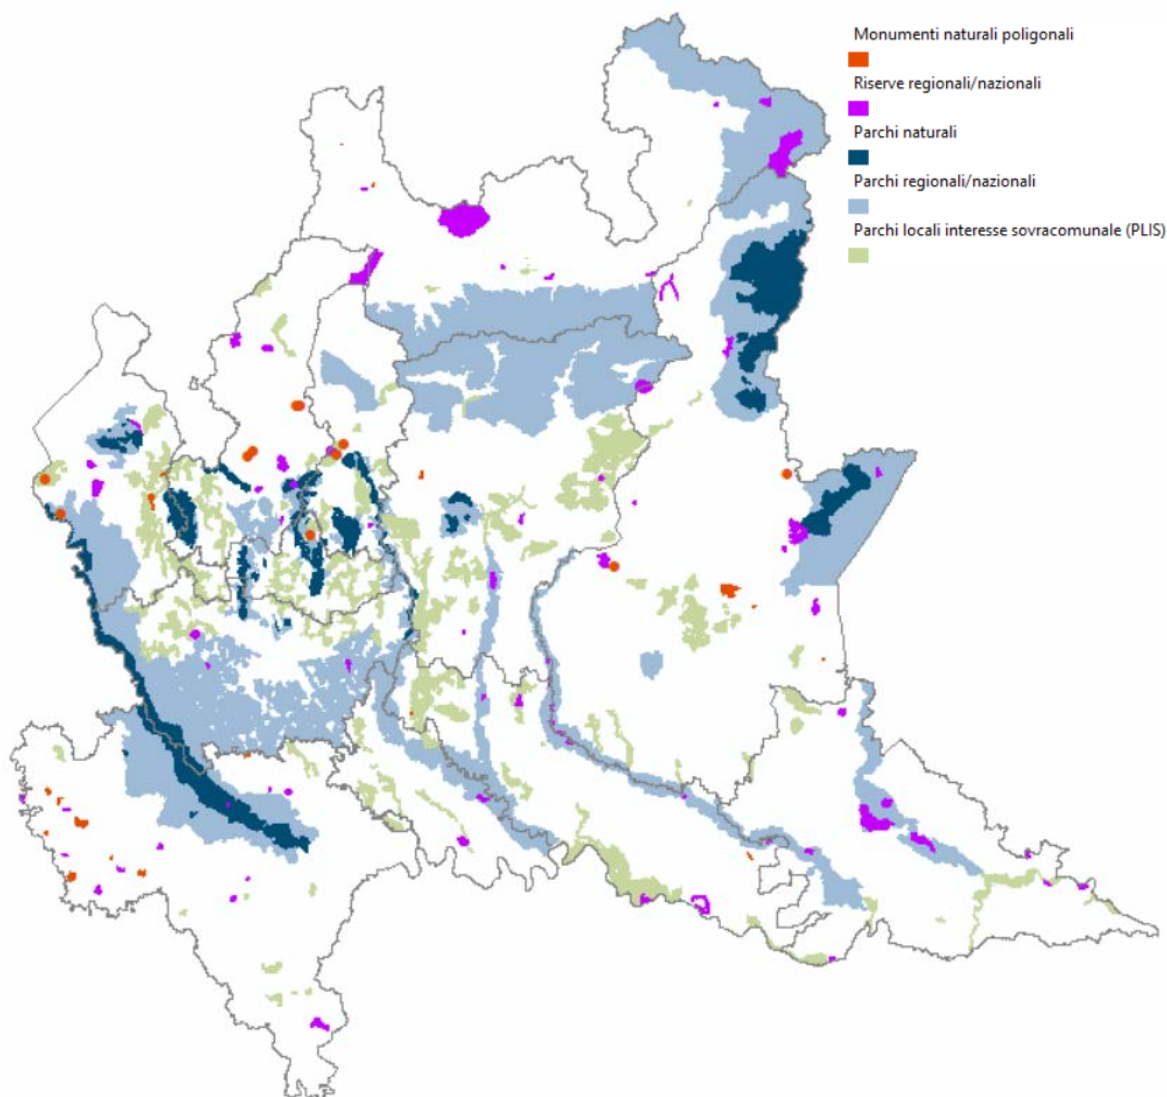 Monumenti naturali poligonali
Riserve regionali/nazionali
Parchi naturali
Parchi regionali/nazionali
Parchi locali interesse sovracomunale (PLIS)